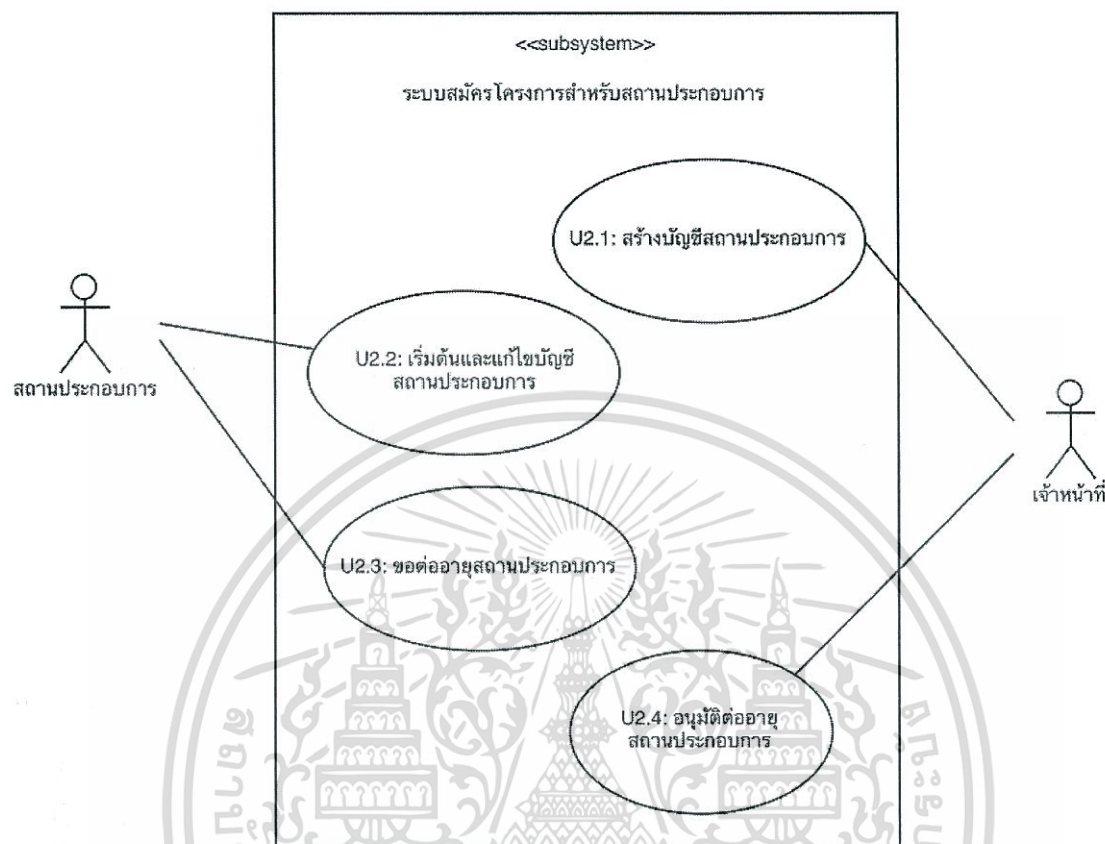 <<subsystem>>
ระบบสมัครโครงการสำหรับสถานประกอบการ
U2.1: สร้างบัญชีสถานประกอบการ
U2.2: เริ่มต้นและแก้ไขบัญชี
สถานประกอบการ
สถานประกอบการ
เจ้าหน้าที่
U2.3: ขอต่ออายุสถานประกอบการ
U2.4: อนุมัติต่ออายุ
สถานประกอบการ